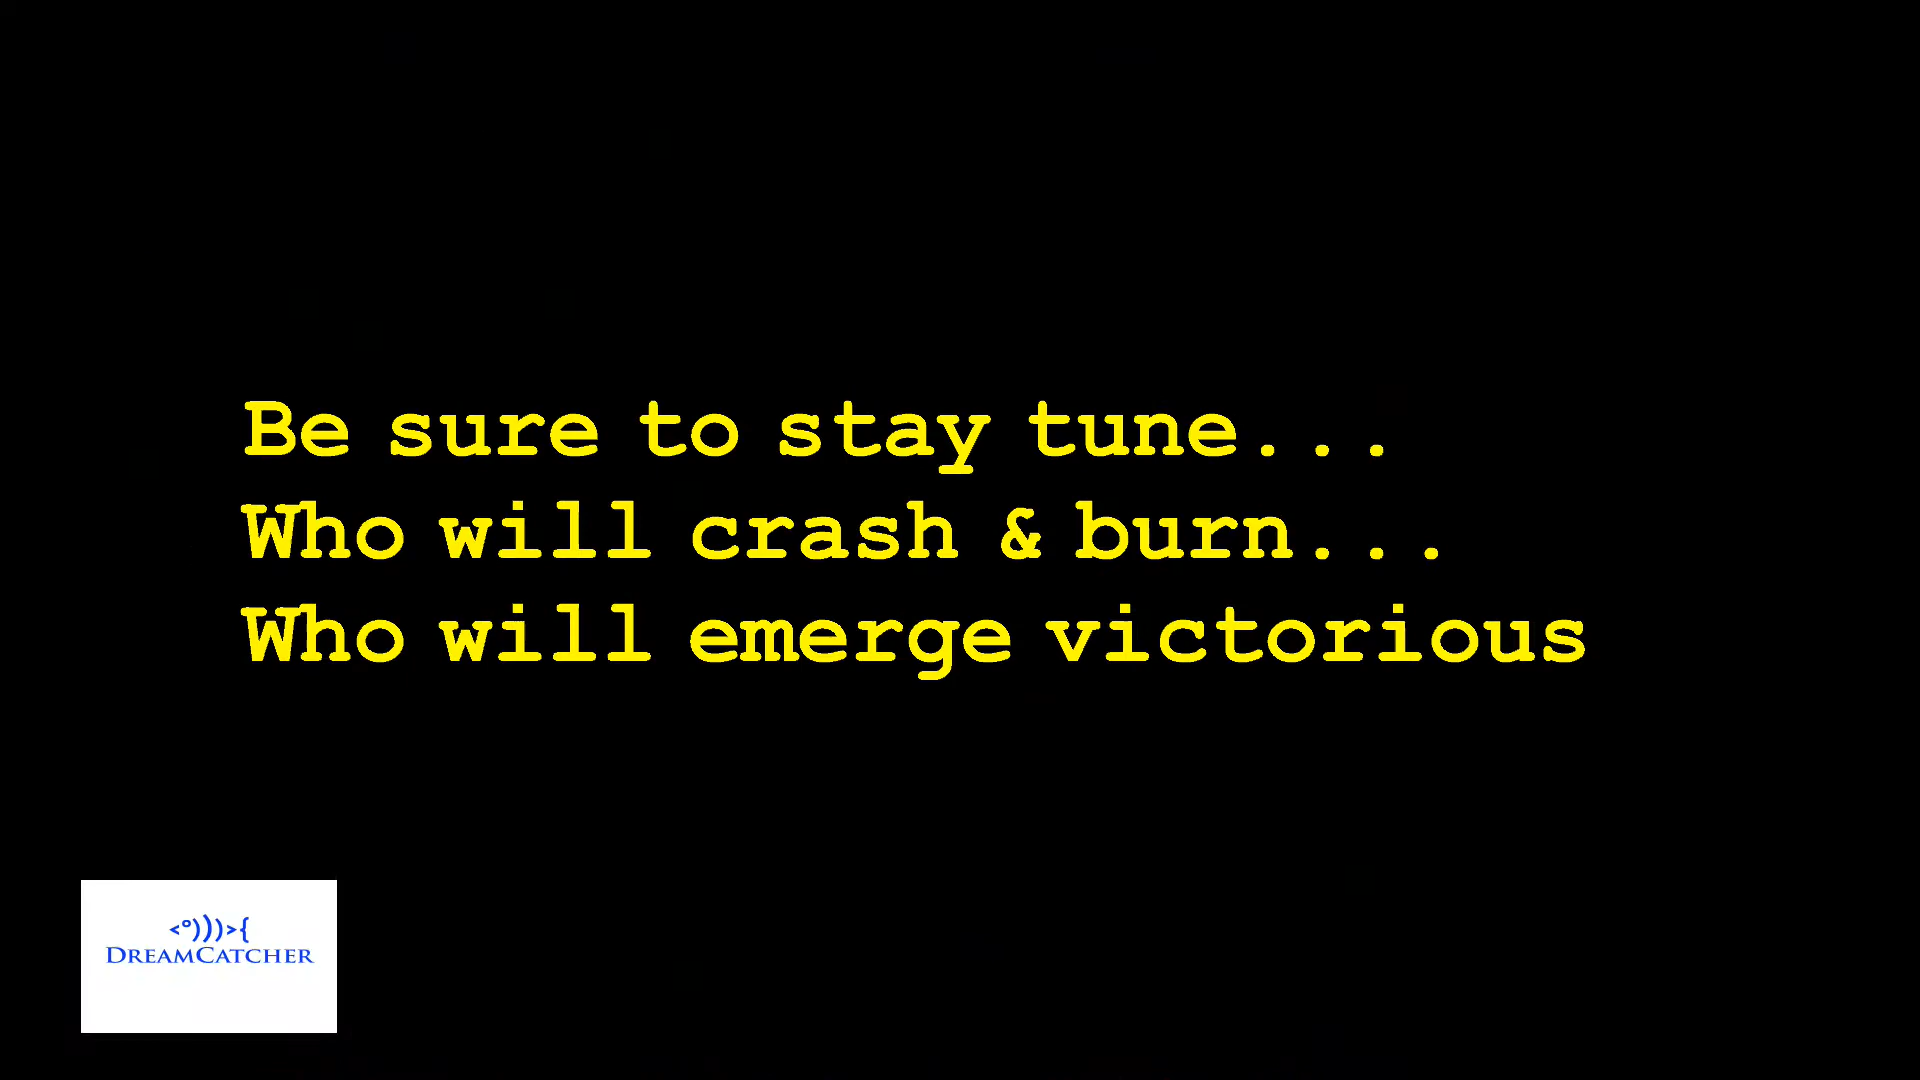 Be sure to stay tune...
Who will crash & burn...
Who will emerge victorious
<°)))>{
DREAMCATCHER